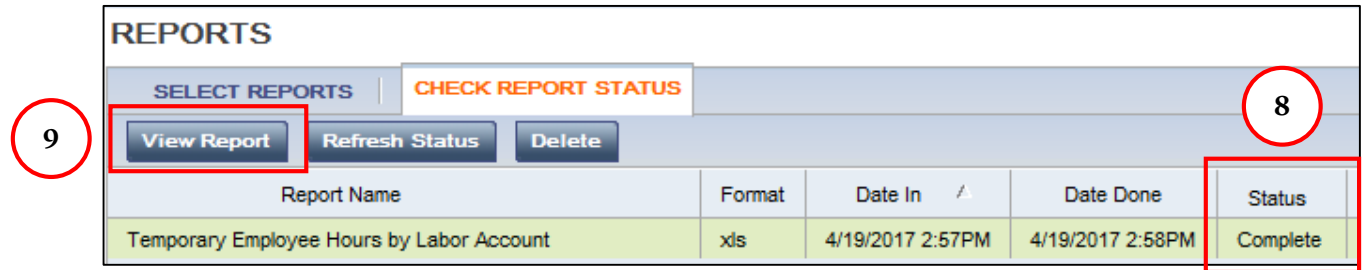 REPORTS
SELECT REPORTS CHECK REPORT STATUS
8
9
View Report Refresh Status Delete
Report Name Format Date In Date Done Status
Temporary Employee Hours by Labor Account xls 4/19/2017 2:57PM 4/19/2017 2:58PM Complete